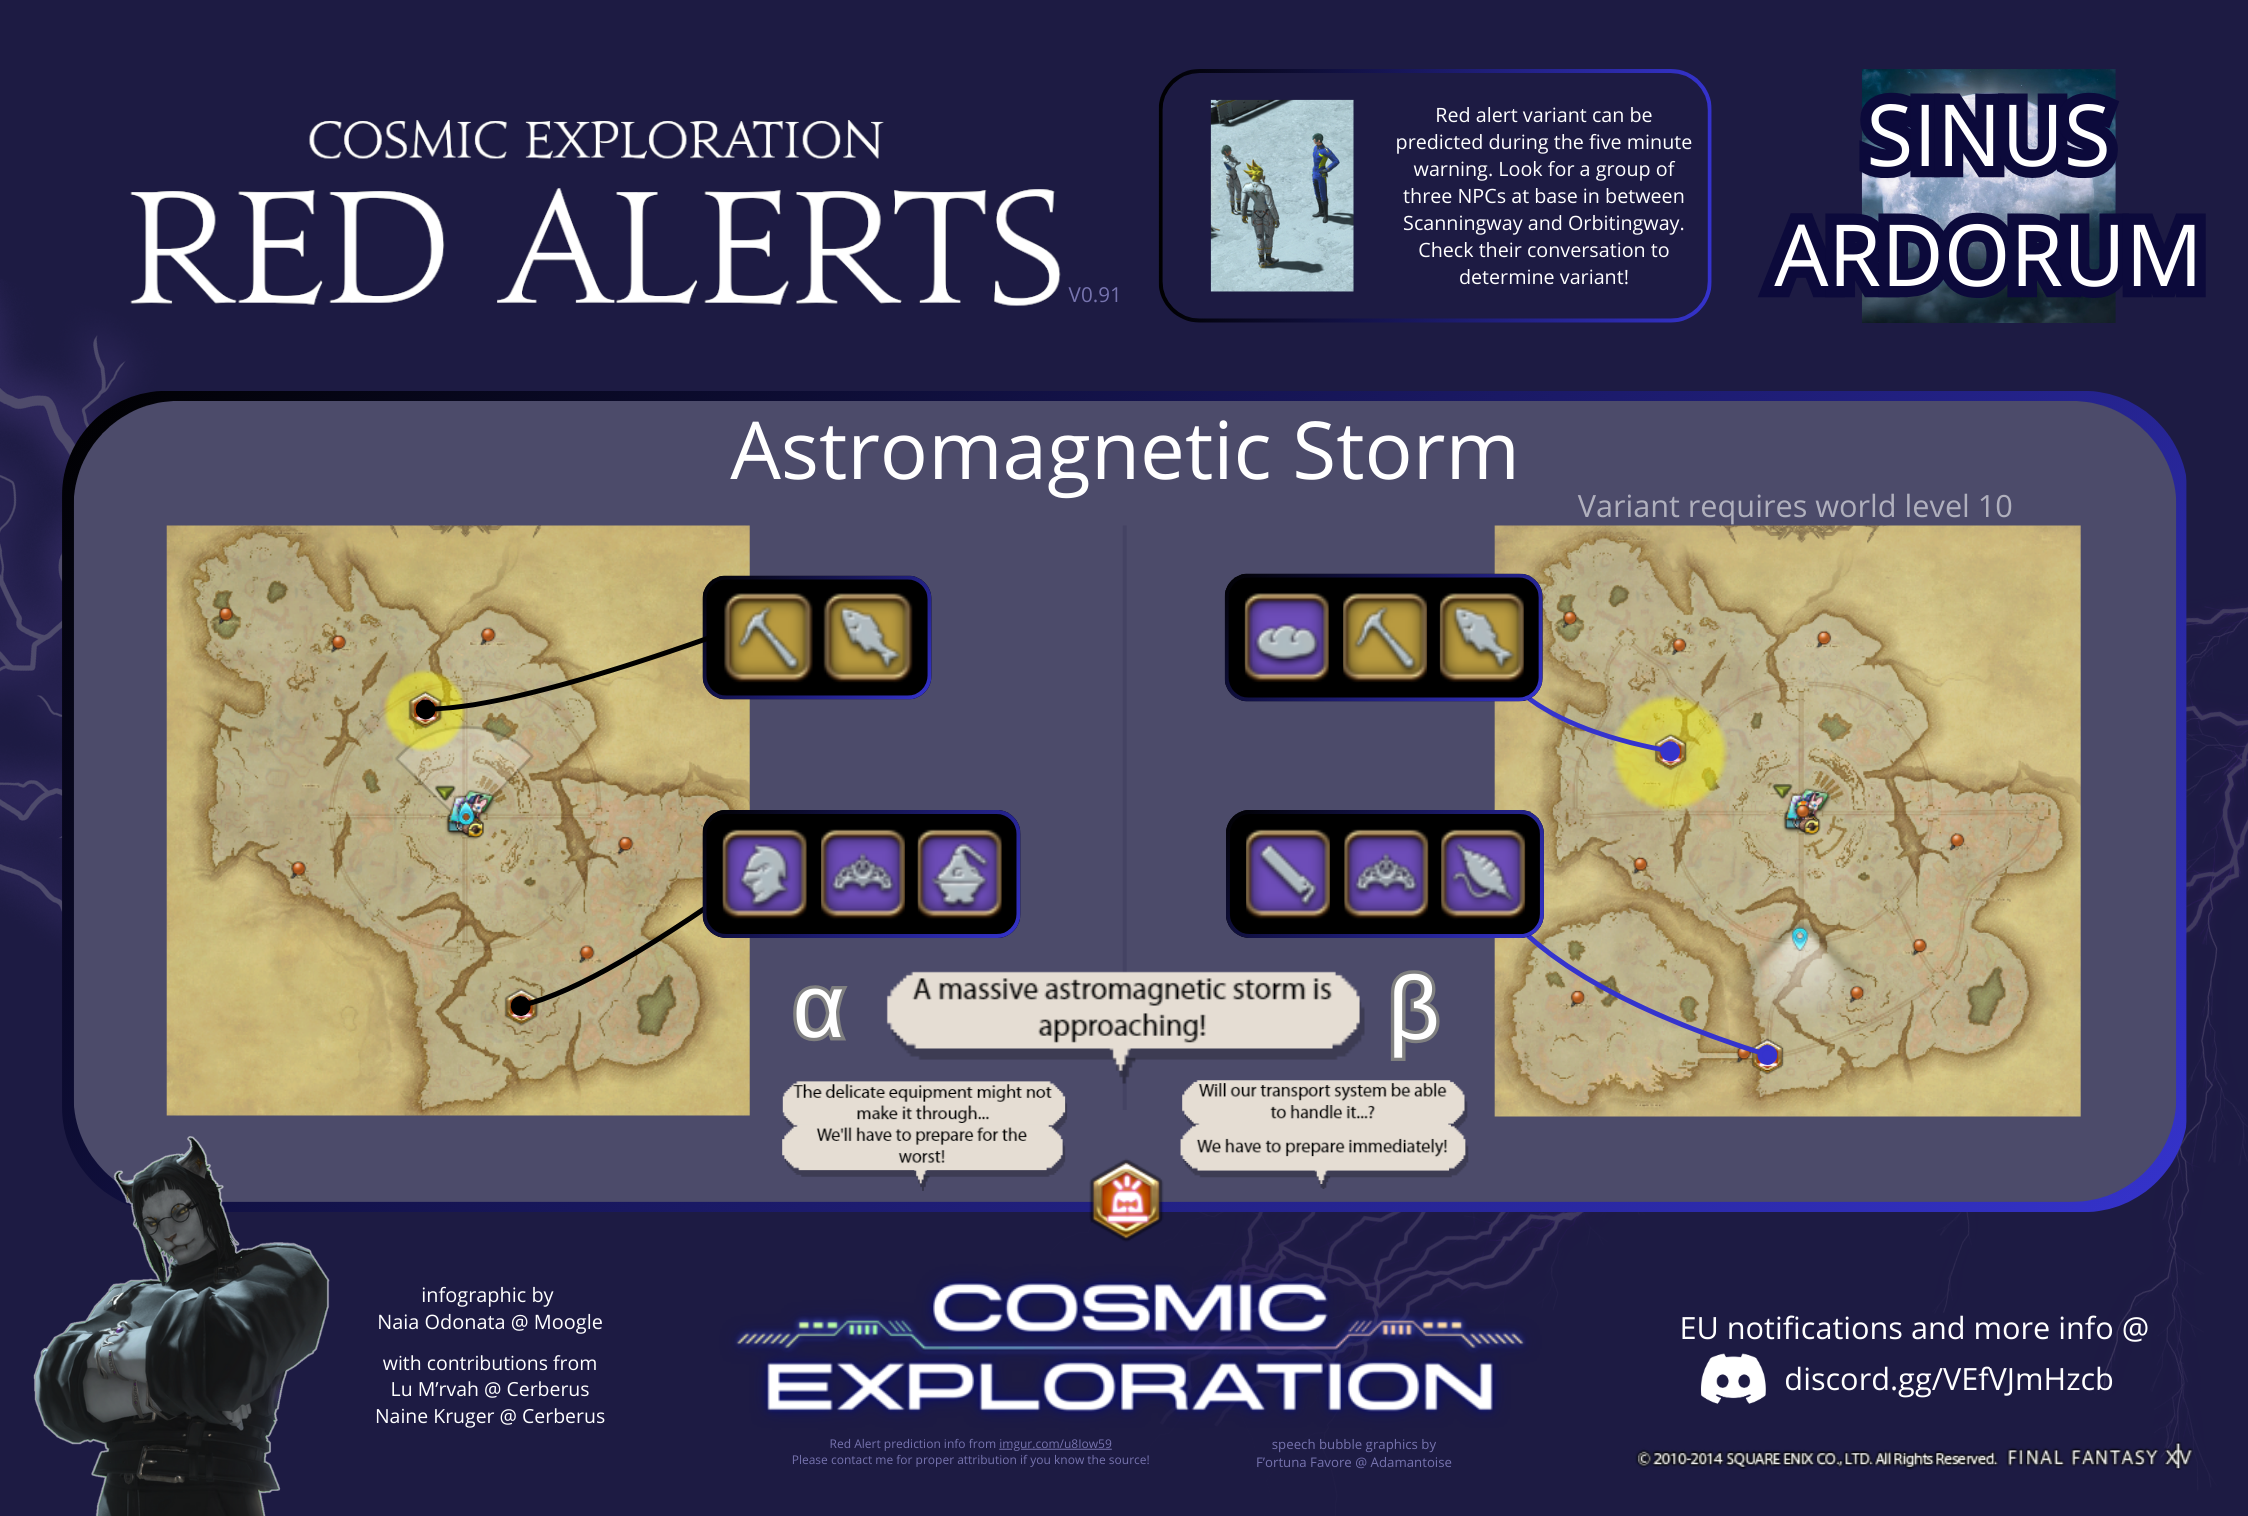 COSMIC EXPLORATION
RED ALERTS
V0.91
Red alert variant can be
predicted during the five minute
warning. Look for a group of
three NPCs at base in between
Scanningway and Orbitingway.
Check their conversation to
determine variant!
SINUS
ARDORUM
Astromagnetic Storm
Variant requires world level 10
α
A massive astromagnetic storm is
approaching!
β
The delicate equipment might not
make it through...
We'll have to prepare for the
worst!
Will our transport system be able
to handle it...?
We have to prepare immediately!
infographic by
Naia Odonata @ Moogle
with contributions from
Lu M'rvah @ Cerberus
Naine Kruger @ Cerberus
COSMIC
EXPLORATION
Red Alert prediction info from imgur.com/u8Iow59
Please contact me for proper attribution if you know the source!
speech bubble graphics by
F'ortuna Favore @ Adamantoise
EU notifications and more info @
discord.gg/VEfVJmHzcb
© 2010-2014 SQUARE ENIX CO., LTD. All Rights Reserved. FINAL FANTASY XIV